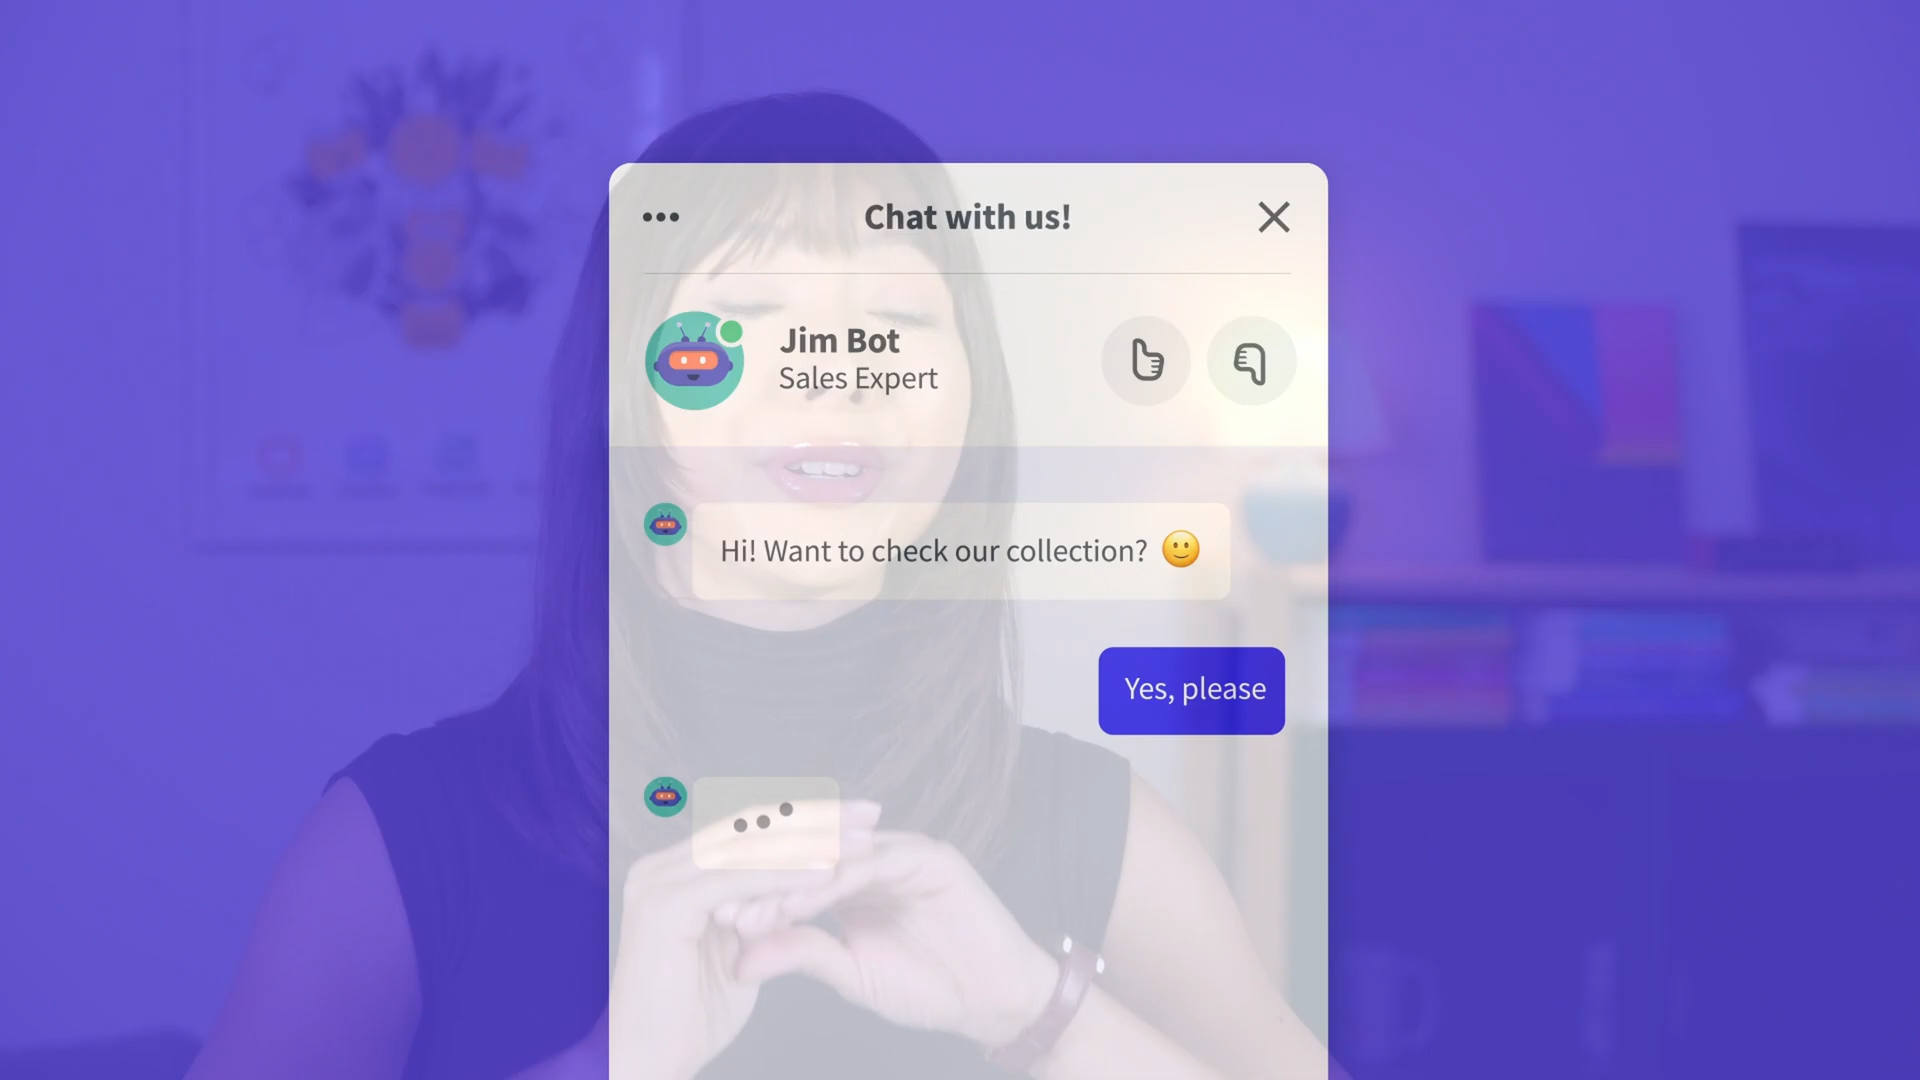 Chat with us!
Jim Bot
Sales Expert
Hi! Want to check our collection? 🙂
Yes, please